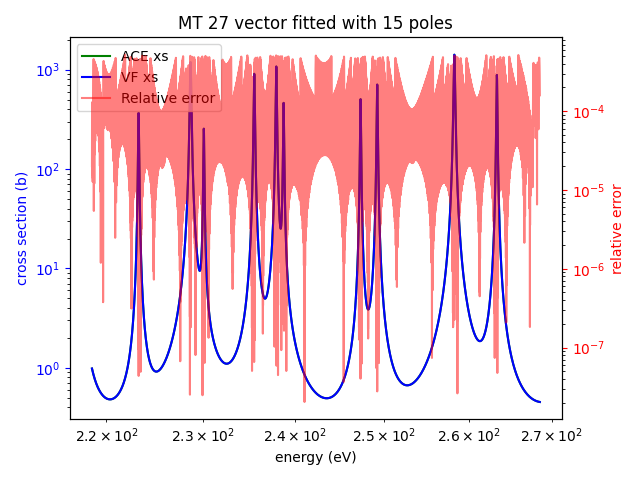 MT 27 vector fitted with 15 poles
ACE xs
VF xs
Relative error
cross section (b)
10³
10²
10¹
10⁰
relative error
10⁻⁴
10⁻⁵
10⁻⁶
10⁻⁷
2.2 × 10² 2.3 × 10² 2.4 × 10² 2.5 × 10² 2.6 × 10² 2.7 × 10²
energy (eV)